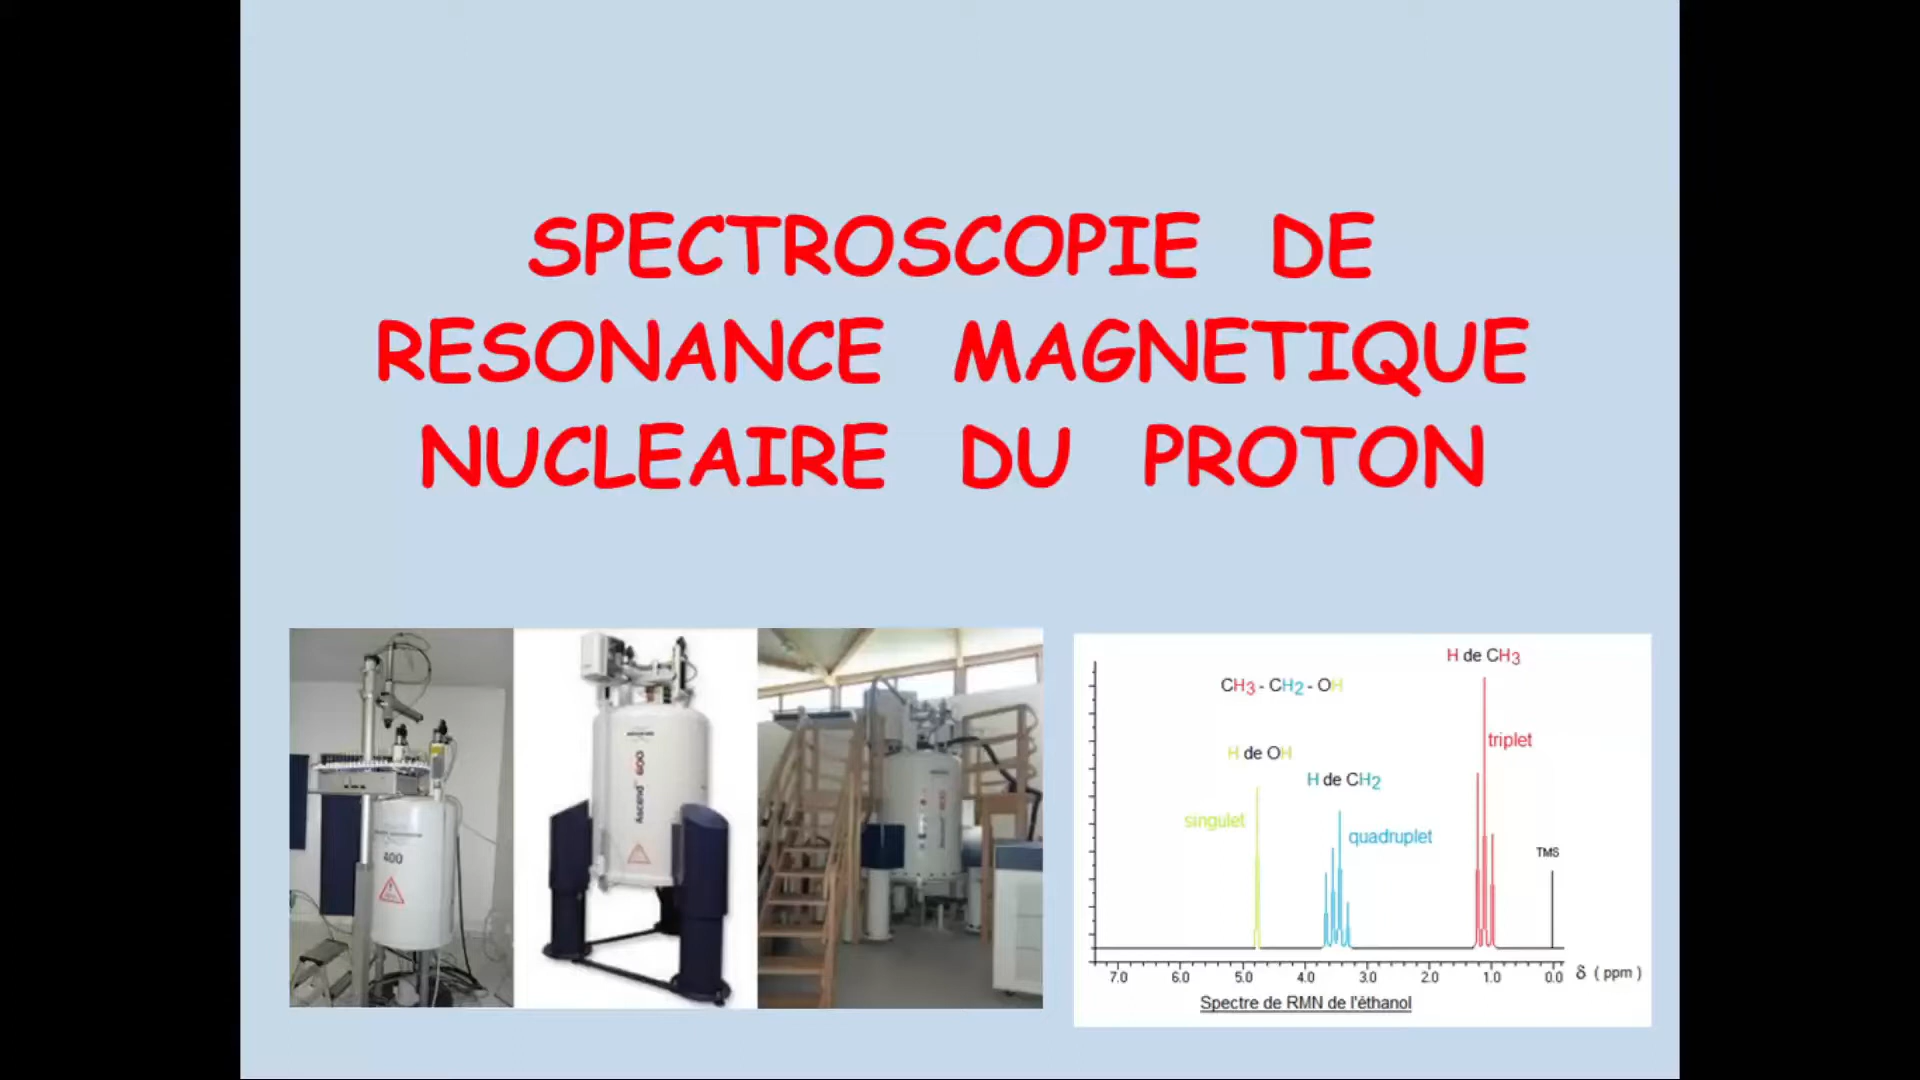 SPECTROSCOPIE DE
RESONANCE MAGNETIQUE
NUCLEAIRE DU PROTON
400
Ascend 600
H de CH3
CH3 - CH2 - OH
triplet
H de OH
H de CH2
singulet
quadruplet
TMS
7.0 6.0 5.0 4.0 3.0 2.0 1.0 0.0 δ ( ppm )
Spectre de RMN de l'éthanol